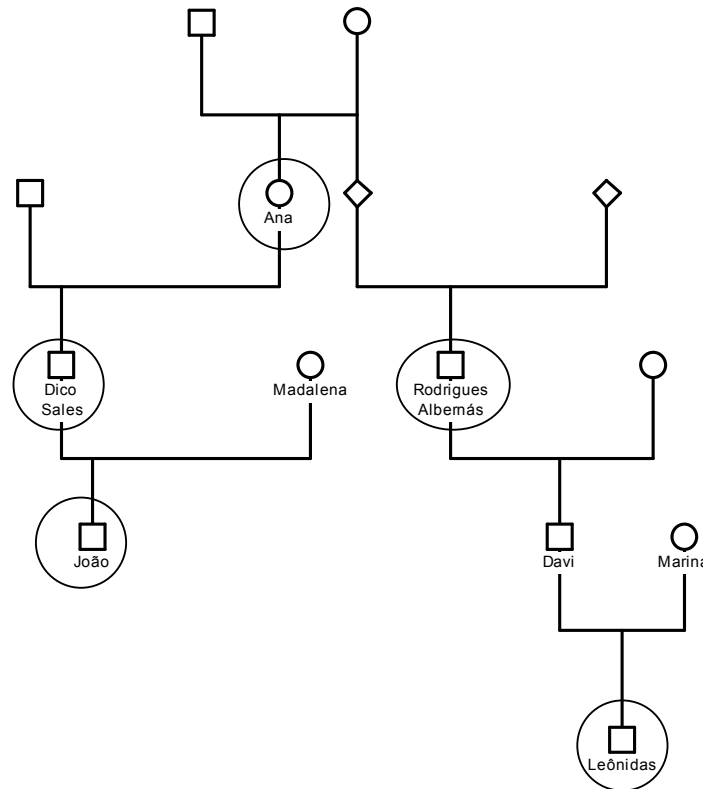 Ana
Dico
Sales
Madalena
Rodrigues
Albernás
João
Davi
Marina
Leônidas